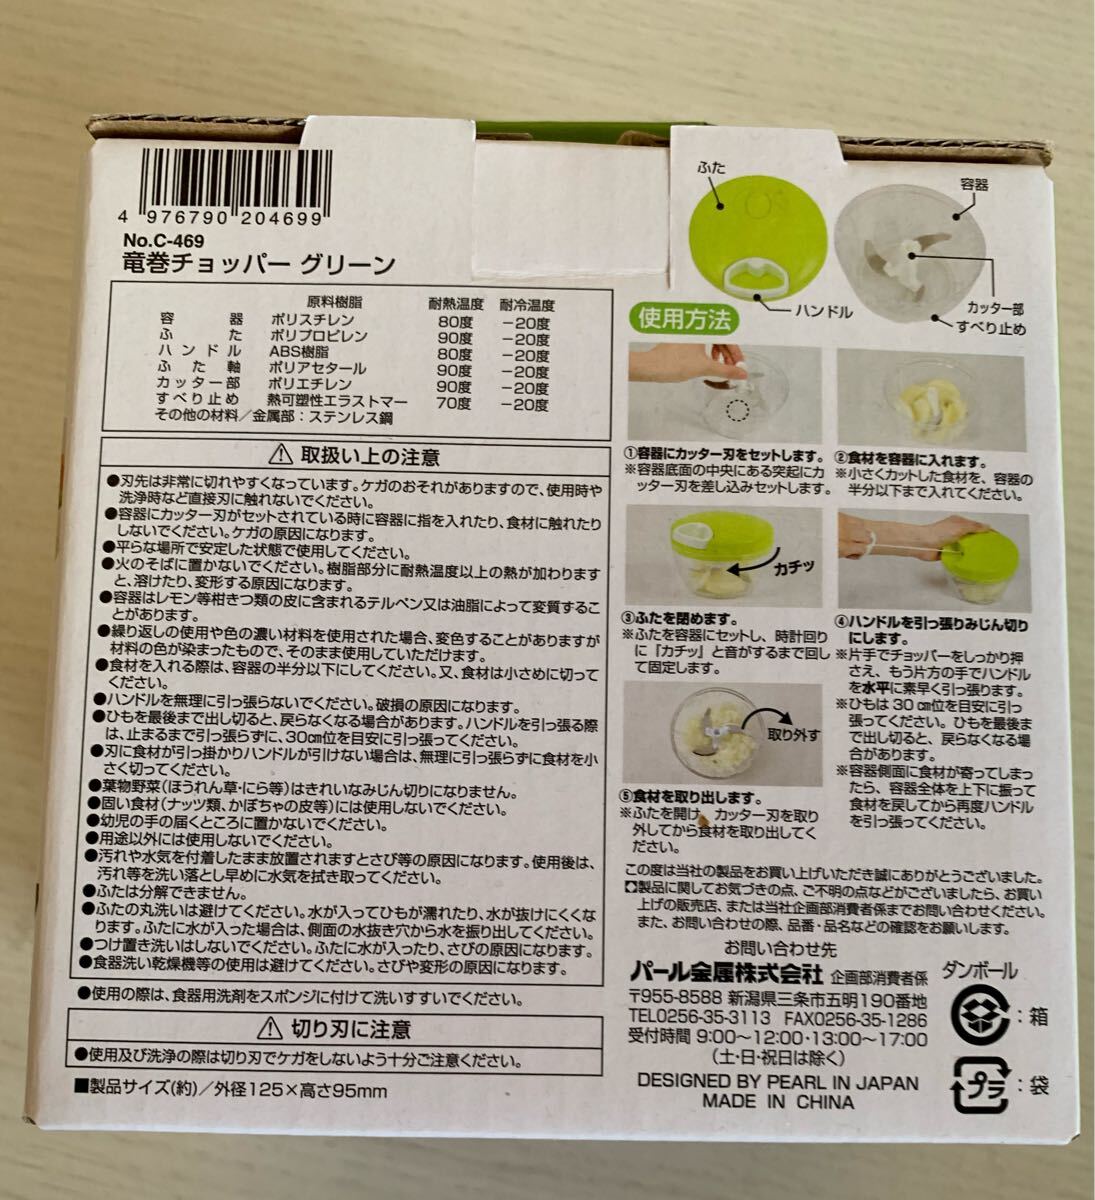 4 976790 204699
No.C-469
竜巻チョッパー グリーン
原料樹脂 耐熱温度 耐冷温度
容器 ポリスチレン 80度 −20度
ふた ポリプロピレン 90度 −20度
ハンドル ABS樹脂 80度 −20度
ふた軸 ポリアセタール 90度 −20度
カッター部 ポリエチレン 90度 −20度
すべり止め 熱可塑性エラストマー 70度 −20度
その他の材料/金属部：ステンレス鋼
⚠ 取扱い上の注意
●刃先は非常に切れやすくなっています。ケガのおそれがありますので、使用時や
洗浄時など直接刃に触れないでください。
●容器にカッター刃がセットされている時に容器に指を入れたり、食材に触れたり
しないでください。ケガの原因になります。
●平らな場所で安定した状態で使用してください。
●火のそばに置かないでください。樹脂部分に耐熱温度以上の熱が加わります
と、溶けたり、変形する原因になります。
●容器はレモン等柑きつ類の皮に含まれるテルペン又は油脂によって変質するこ
とがあります。
●繰り返しの使用や色の濃い材料を使用された場合、変色することがありますが
材料の色が染まったもので、そのまま使用していただけます。
●食材を入れる際は、容器の半分以下にしてください。又、食材は小さめに切って
ください。
●ハンドルを無理に引っ張らないでください。破損の原因になります。
●ひもを最後まで出し切ると、戻らなくなる場合があります。ハンドルを引っ張る際
は、止まるまで引っ張らずに、30㎝位を目安に引っ張ってください。
●刃に食材が引っ掛かりハンドルが引けない場合は、無理に引っ張らずに食材を小
さく切ってください。
●葉物野菜(ほうれん草・にら等)はきれいなみじん切りになりません。
●固い食材(ナッツ類、かぼちゃの皮等)には使用しないでください。
●幼児の手の届くところに置かないでください。
●用途以外には使用しないでください。
●汚れや水気を付着したまま放置されますとさび等の原因になります。使用後は、
汚れ等を洗い落とし早めに水気を拭き取ってください。
●ふたは分解できません。
●ふたの丸洗いは避けてください。水が入ってひもが濡れたり、水が抜けにくくな
ります。ふたに水が入った場合は、側面の水抜き穴から水を振り出してください。
●つけ置き洗いはしないでください。ふたに水が入ったり、さびの原因になります。
●食器洗い乾燥機等の使用は避けてください。さびや変形の原因になります。
●使用の際は、食器用洗剤をスポンジに付けて洗いすすいでください。
⚠ 切り刃に注意
●使用及び洗浄の際は切り刃でケガをしないよう十分ご注意ください。
■製品サイズ(約)/外径125×高さ95mm
ふた
容器
ハンドル
カッター部
すべり止め
使用方法
①容器にカッター刃をセットします。
※容器底面の中央にある突起にカ
ッター刃を差し込みセットします。
②食材を容器に入れます。
※小さくカットした食材を、容器の
半分以下まで入れてください。
カチッ
③ふたを閉めます。
※ふたを容器にセットし、時計回り
に「カチッ」と音がするまで回し
て固定します。
④ハンドルを引っ張りみじん切り
にします。
※片手でチョッパーをしっかり押
さえ、もう片方の手でハンドル
を水平に素早く引っ張ります。
※ひもは 30 ㎝位を目安に引っ
張ってください。ひもを最後ま
で出し切ると、戻らなくなる場
合があります。
※容器側面に食材が寄ってしまっ
たら、容器全体を上下に振って
食材を戻してから再度ハンドル
を引っ張ってください。
取り外す
⑤食材を取り出します。
※ふたを開け、カッター刃を取り
外してから食材を取り出してく
ださい。
この度は当社の製品をお買い上げいただき誠にありがとうございました。
製品に関してお気づきの点、ご不明の点などがございましたら、お買い
上げの販売店、または当社企画部消費者係までお問い合わせください。
また、お問い合わせの際、品番・品名などの確認をお願いします。
お問い合わせ先
パール金属株式会社 企画部消費者係
〒955-8588 新潟県三条市五明190番地
TEL0256-35-3113 FAX0256-35-1286
受付時間 9:00〜12:00・13:00〜17:00
(土・日・祝日は除く)
DESIGNED BY PEARL IN JAPAN
MADE IN CHINA
ダンボール
：箱
プラ ：袋